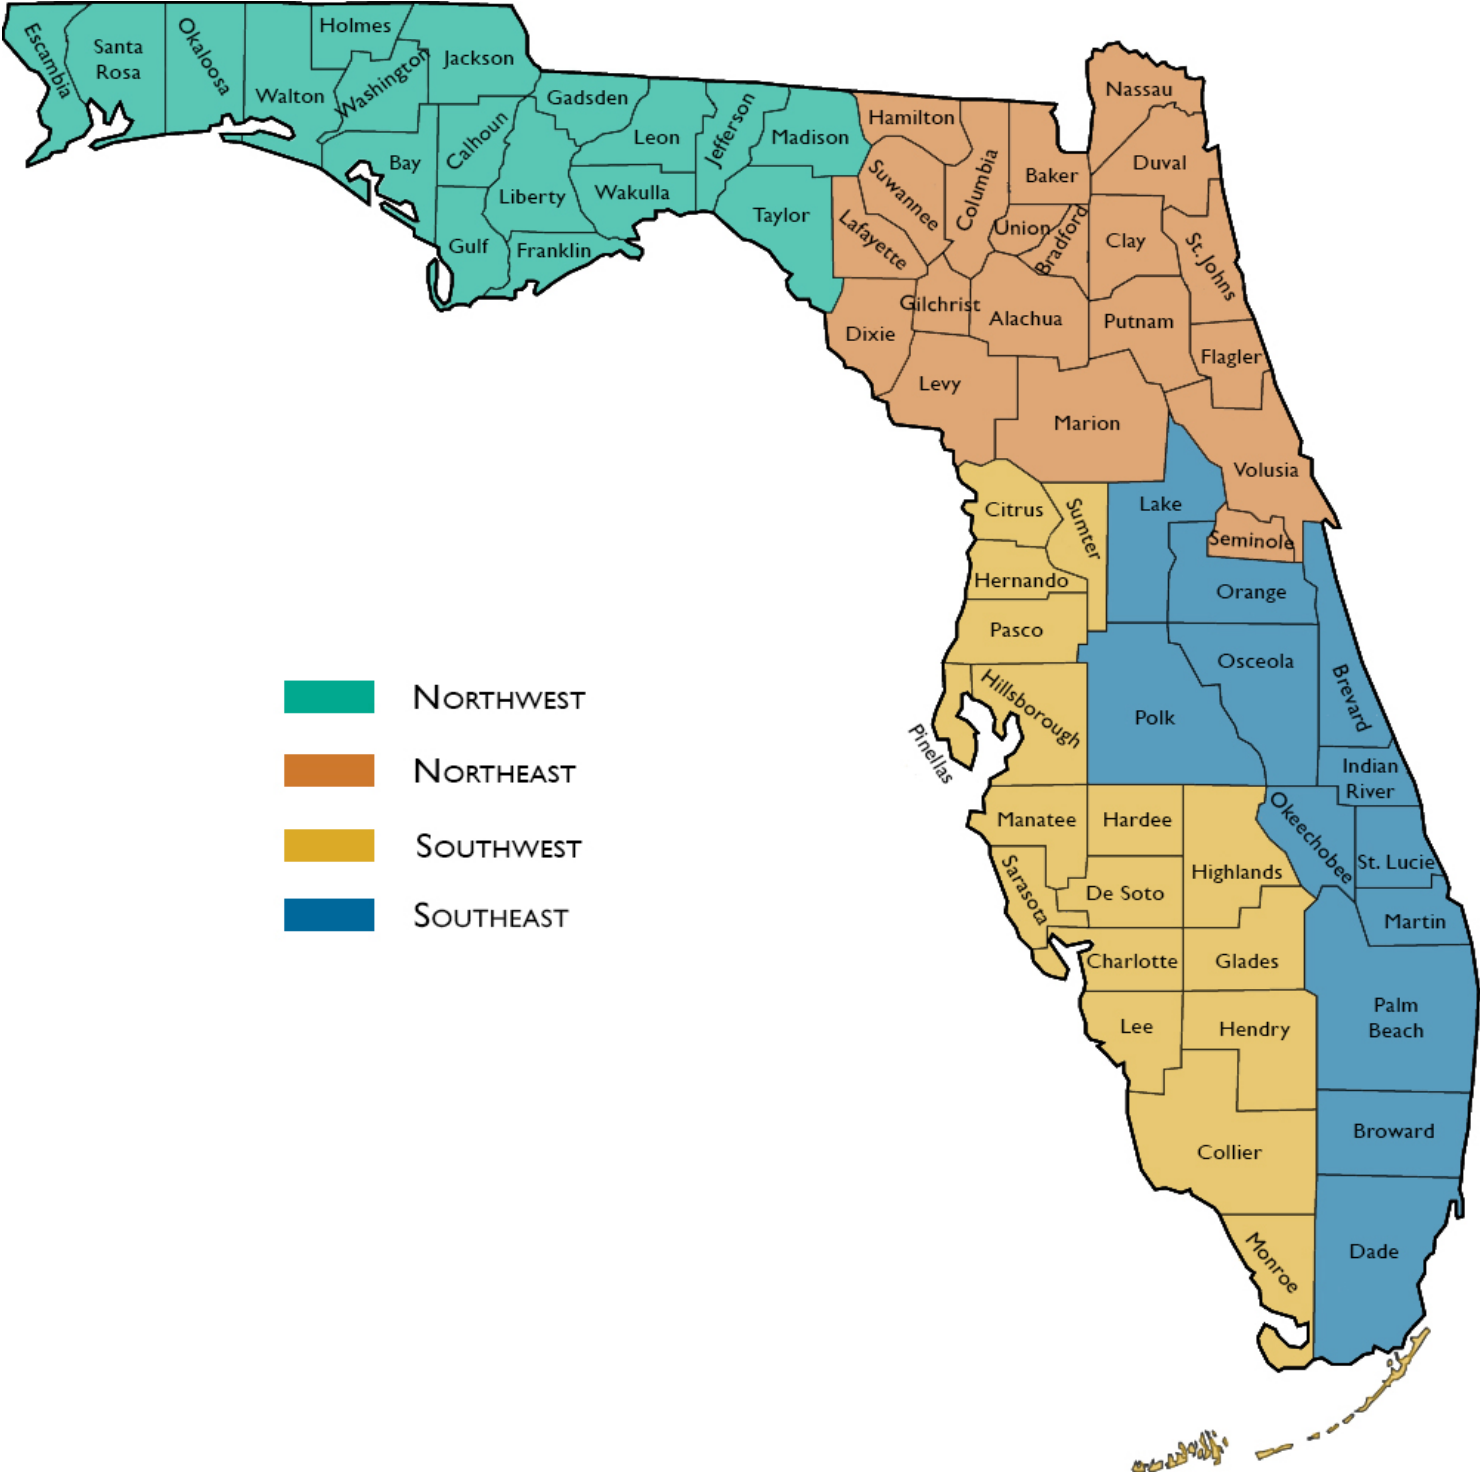 Escambia
Santa
Rosa
Okaloosa
Walton
Holmes
Washington
Jackson
Bay
Calhoun
Gulf
Gadsden
Liberty
Franklin
Leon
Wakulla
Jefferson
Madison
Taylor
Hamilton
Suwannee
Lafayette
Columbia
Baker
Nassau
Duval
Union
Bradford
Clay
St. Johns
Dixie
Gilchrist
Alachua
Putnam
Flagler
Levy
Marion
Volusia
Citrus
Sumter
Lake
Seminole
Hernando
Orange
Pasco
Osceola
Brevard
Pinellas
Hillsborough
Polk
Indian
River
Manatee
Hardee
Highlands
Okeechobee
St. Lucie
Sarasota
De Soto
Martin
Charlotte
Glades
Palm
Beach
Lee
Hendry
Broward
Collier
Dade
Monroe
NORTHWEST
NORTHEAST
SOUTHWEST
SOUTHEAST